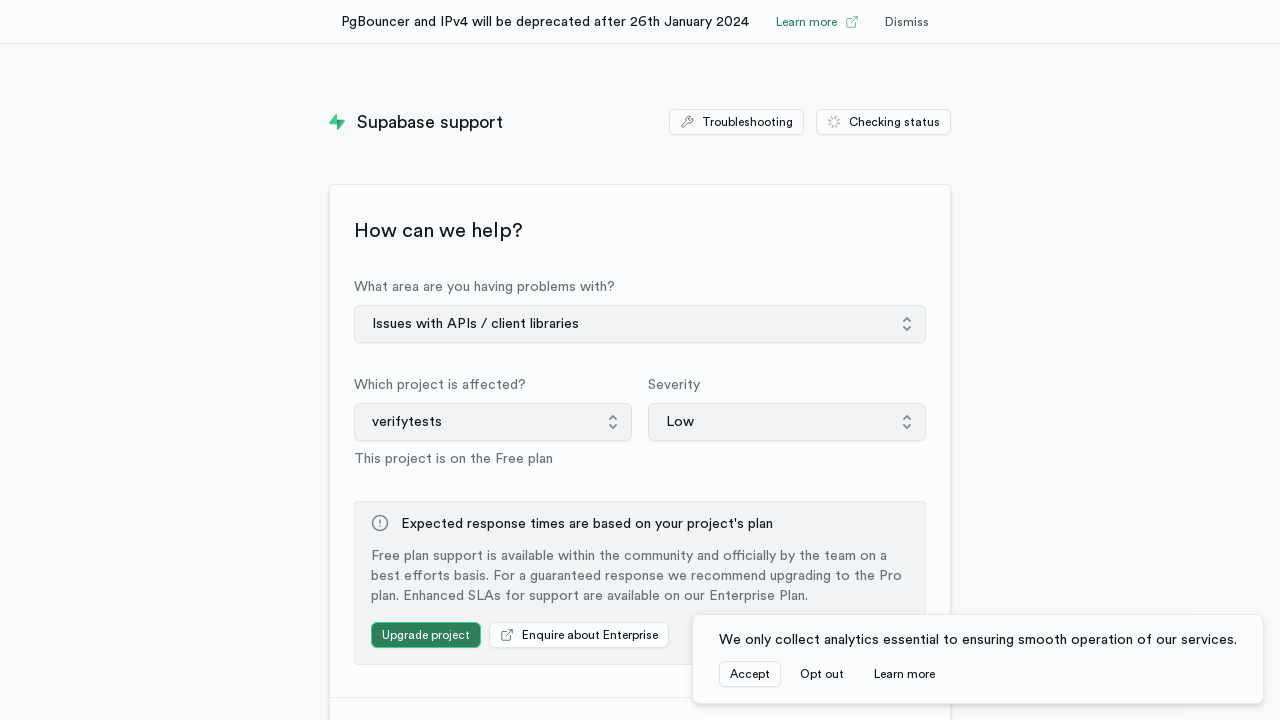 PgBouncer and IPv4 will be deprecated after 26th January 2024 Learn more Dismiss
Supabase support Troubleshooting Checking status
How can we help?
What area are you having problems with?
Issues with APIs / client libraries
Which project is affected? Severity
verifytests Low
This project is on the Free plan
Expected response times are based on your project's plan
Free plan support is available within the community and officially by the team on a
best efforts basis. For a guaranteed response we recommend upgrading to the Pro
plan. Enhanced SLAs for support are available on our Enterprise Plan.
Upgrade project Enquire about Enterprise
We only collect analytics essential to ensuring smooth operation of our services.
Accept Opt out Learn more